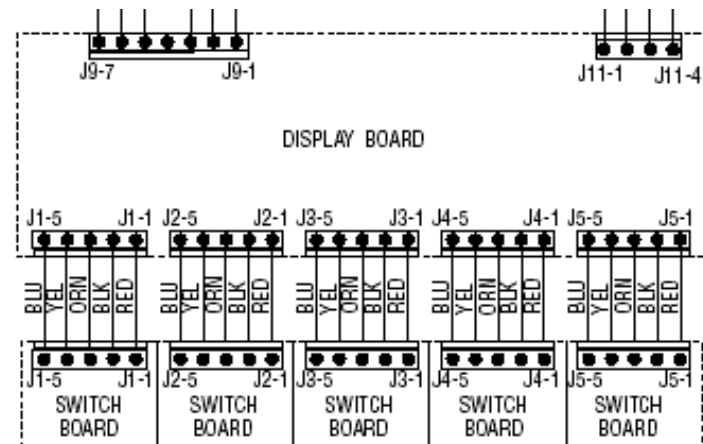 J9-7 J9-1 J11-1 J11-4
DISPLAY BOARD
J1-5 J1-1 J2-5 J2-1 J3-5 J3-1 J4-5 J4-1 J5-5 J5-1
BLU YEL ORN BLK RED BLU YEL ORN BLK RED BLU YEL ORN BLK RED BLU YEL ORN BLK RED BLU YEL ORN BLK RED
J1-5 J1-1 J2-5 J2-1 J3-5 J3-1 J4-5 J4-1 J5-5 J5-1
SWITCH SWITCH SWITCH SWITCH SWITCH
BOARD BOARD BOARD BOARD BOARD